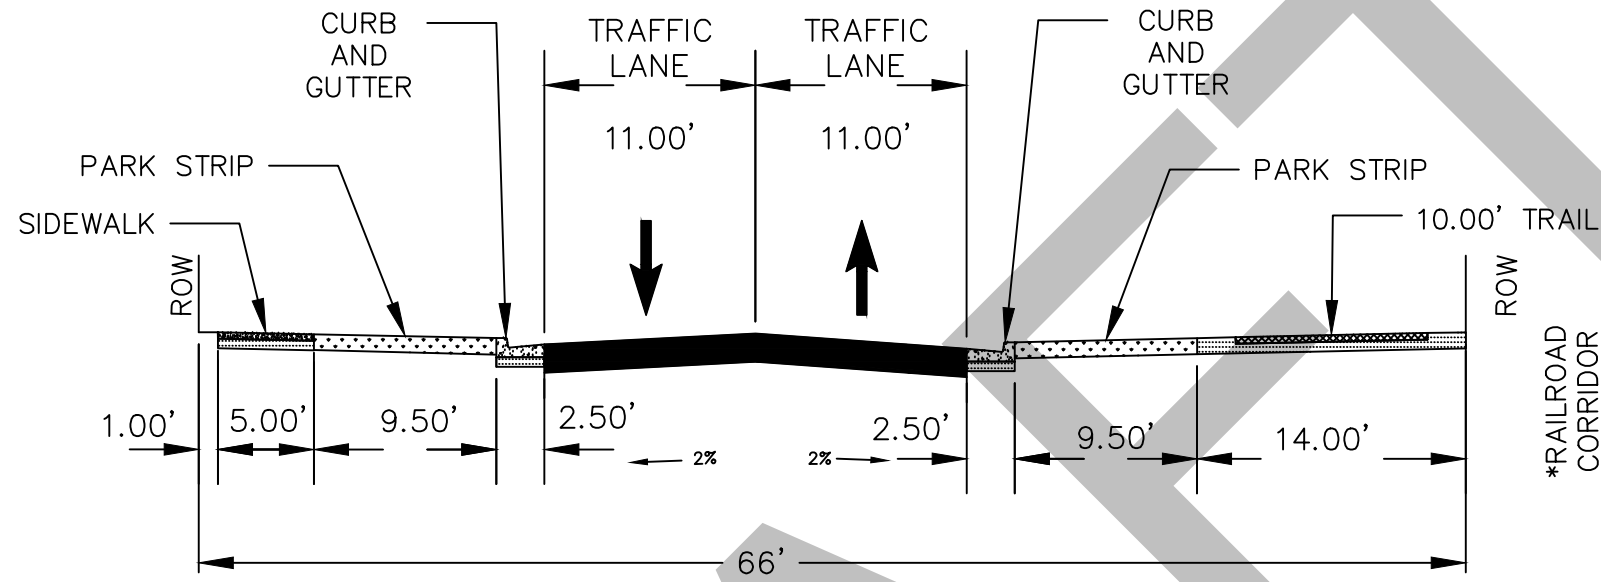 CURB
AND
GUTTER
TRAFFIC
LANE
TRAFFIC
LANE
CURB
AND
GUTTER
11.00'
11.00'
PARK STRIP
PARK STRIP
SIDEWALK
10.00' TRAIL
ROW
ROW
1.00'
5.00'
9.50'
2.50'
2.50'
9.50'
14.00'
2%
2%
*RAILROAD
CORRIDOR
66'